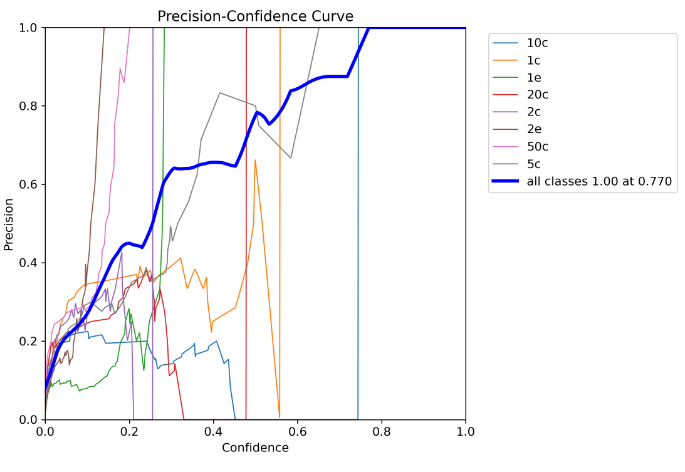 Precision-Confidence Curve
1.0
0.8
0.6
0.4
0.2
0.0
Precision
0.0 0.2 0.4 0.6 0.8 1.0
Confidence
10c
1c
1e
20c
2c
2e
50c
5c
all classes 1.00 at 0.770